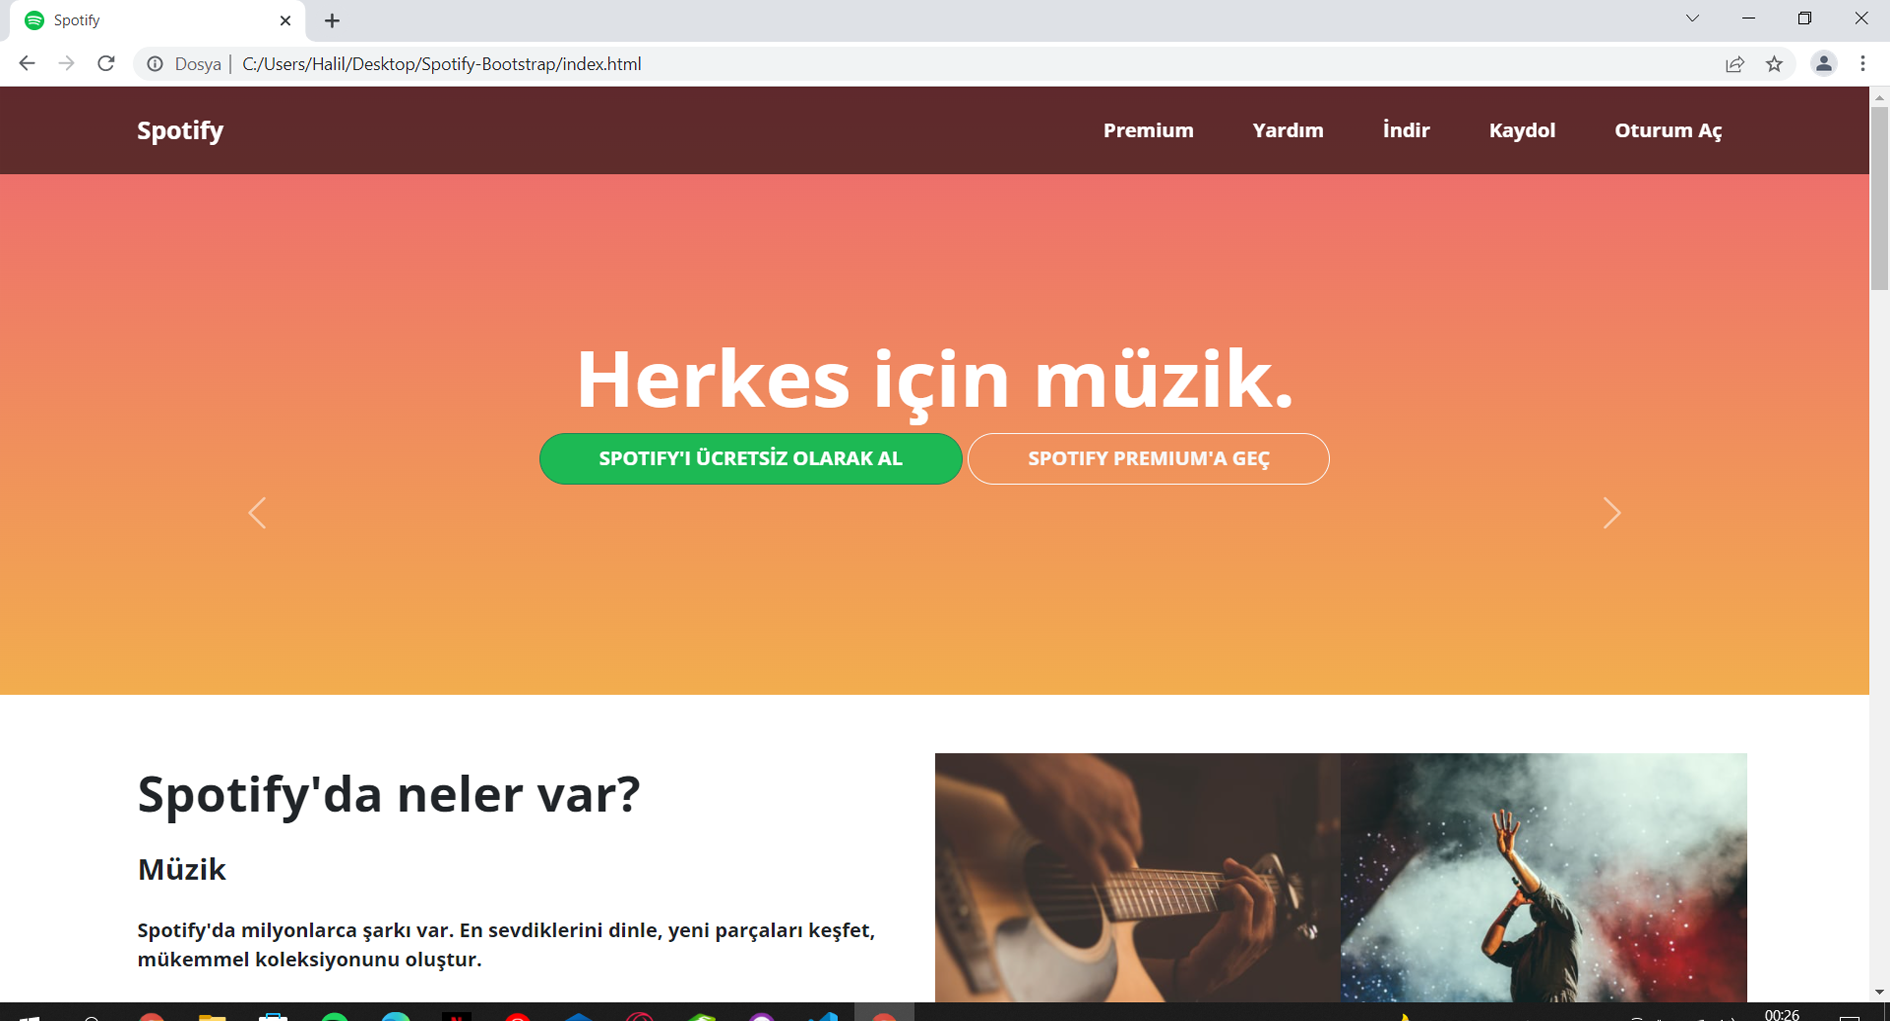 Spotify
Dosya | C:/Users/Halil/Desktop/Spotify-Bootstrap/index.html
Spotify Premium Yardım İndir Kaydol Oturum Aç
Herkes için müzik.
SPOTIFY'I ÜCRETSİZ OLARAK AL SPOTIFY PREMIUM'A GEÇ
Spotify'da neler var?
Müzik
Spotify'da milyonlarca şarkı var. En sevdiklerini dinle, yeni parçaları keşfet,
mükemmel koleksiyonunu oluştur.
00:26